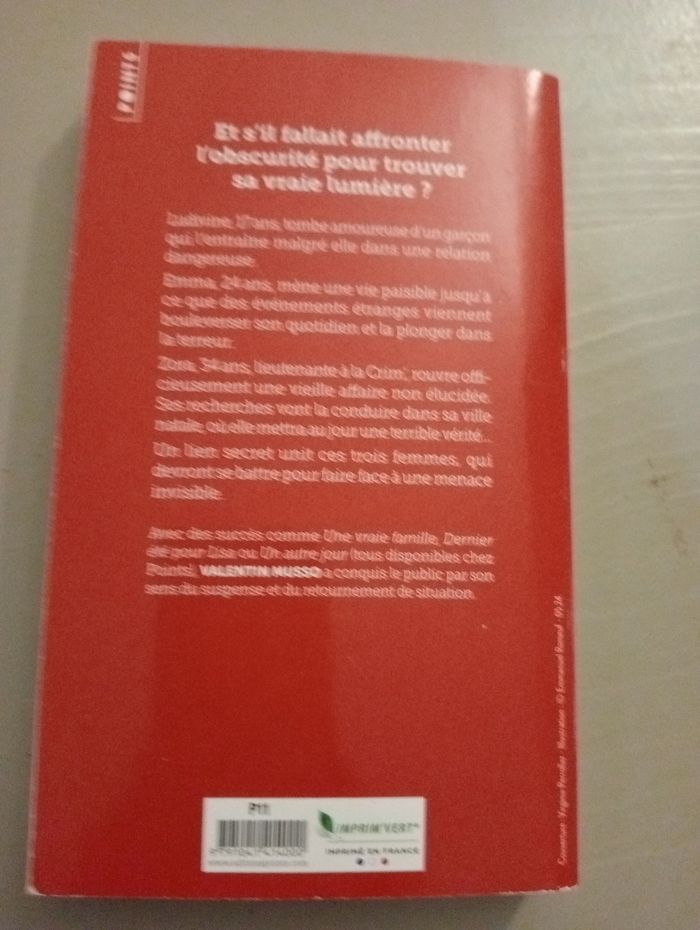 POINTS
Et s'il fallait affronter
l'obscurité pour trouver
sa vraie lumière ?
Ludivine, 17 ans, tombe amoureuse d'un garçon
qui l'entraîne malgré elle dans une relation
dangereuse.
Emma, 24 ans, mène une vie paisible jusqu'à
ce que des événements étranges viennent
bouleverser son quotidien et la plonger dans
la terreur.
Zora, 34 ans, lieutenante à la Crim', rouvre offi-
cieusement une vieille affaire non élucidée.
Ses recherches vont la conduire dans sa ville
natale, où elle mettra au jour une terrible vérité...
Un lien secret unit ces trois femmes, qui
devront se battre pour faire face à une menace
invisible.
Avec des succès comme Une vraie famille, Dernier
été pour Lisa ou Un autre jour (tous disponibles chez
Points), VALENTIN MUSSO a conquis le public par son
sens du suspense et du retournement de situation.
P11
IMPRIM'VERT
IMPRIMÉ EN FRANCE
Couverture : Illustration : © Emmanuel